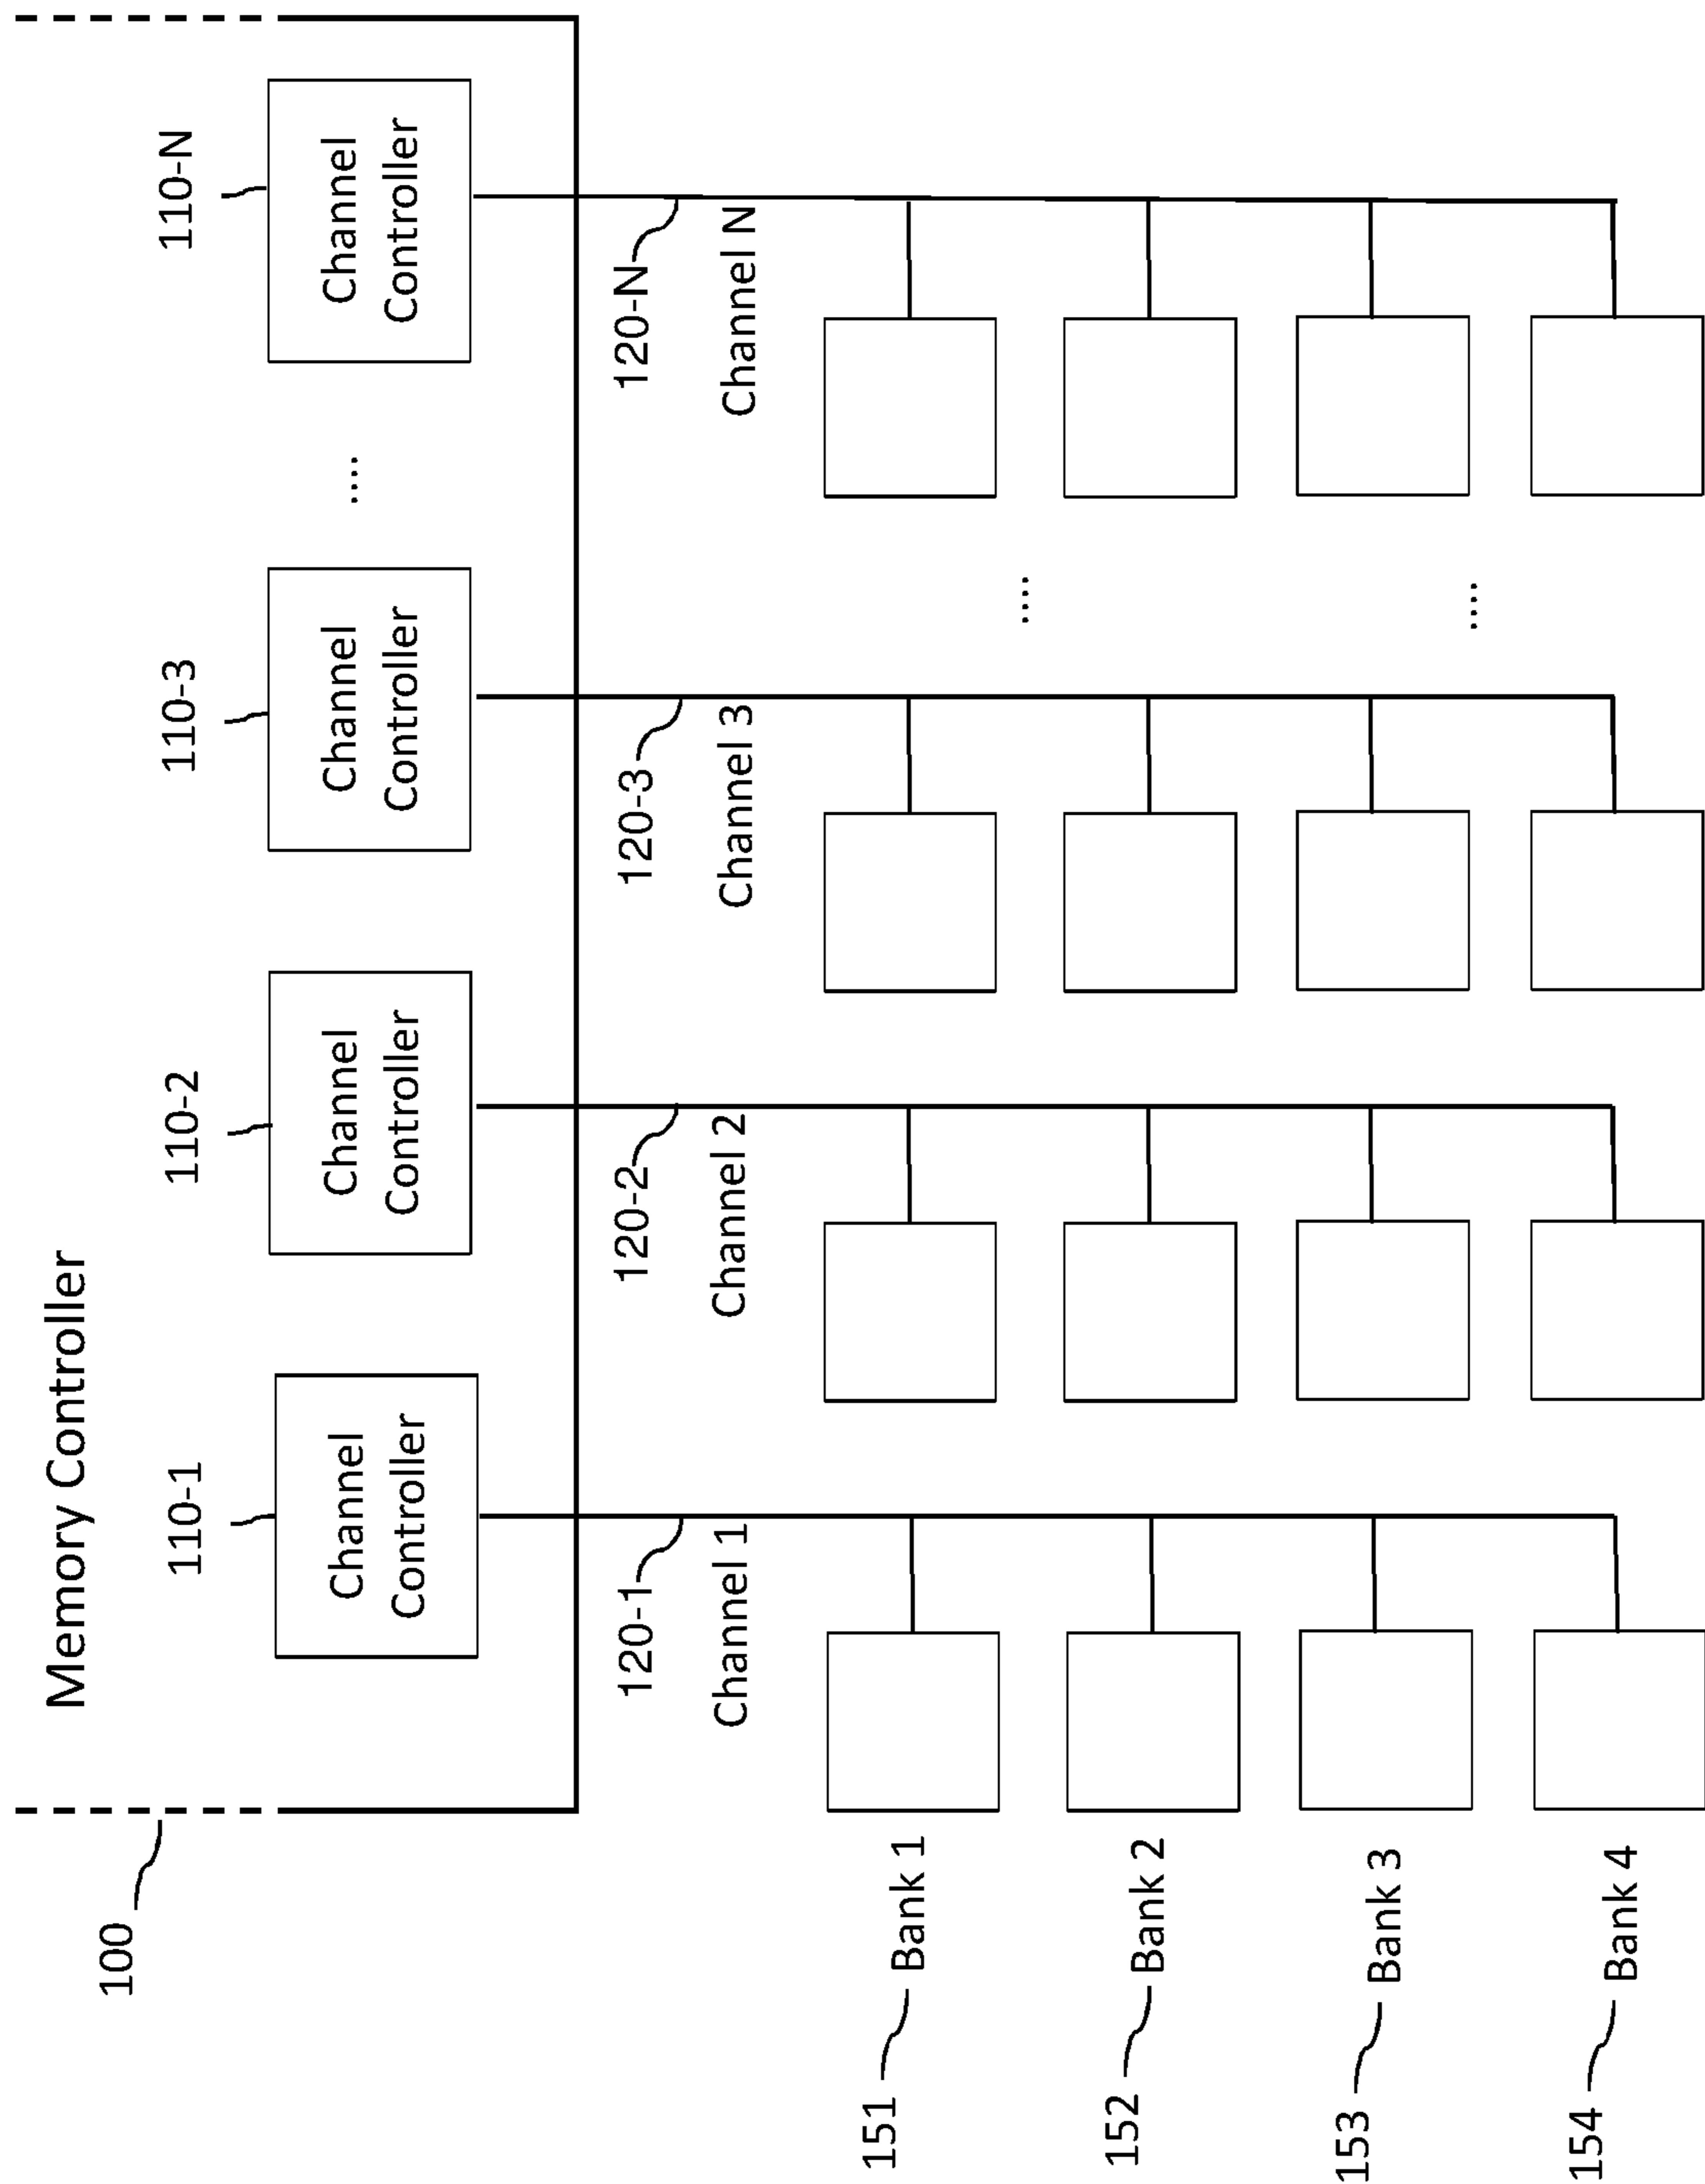 Memory Controller
100
110-1
110-2
110-3
110-N
Channel
Controller
Channel
Controller
Channel
Controller
....
Channel
Controller
120-1
120-2
120-3
120-N
Channel 1
Channel 2
Channel 3
Channel N
151
Bank 1
....
152
Bank 2
153
Bank 3
....
154
Bank 4